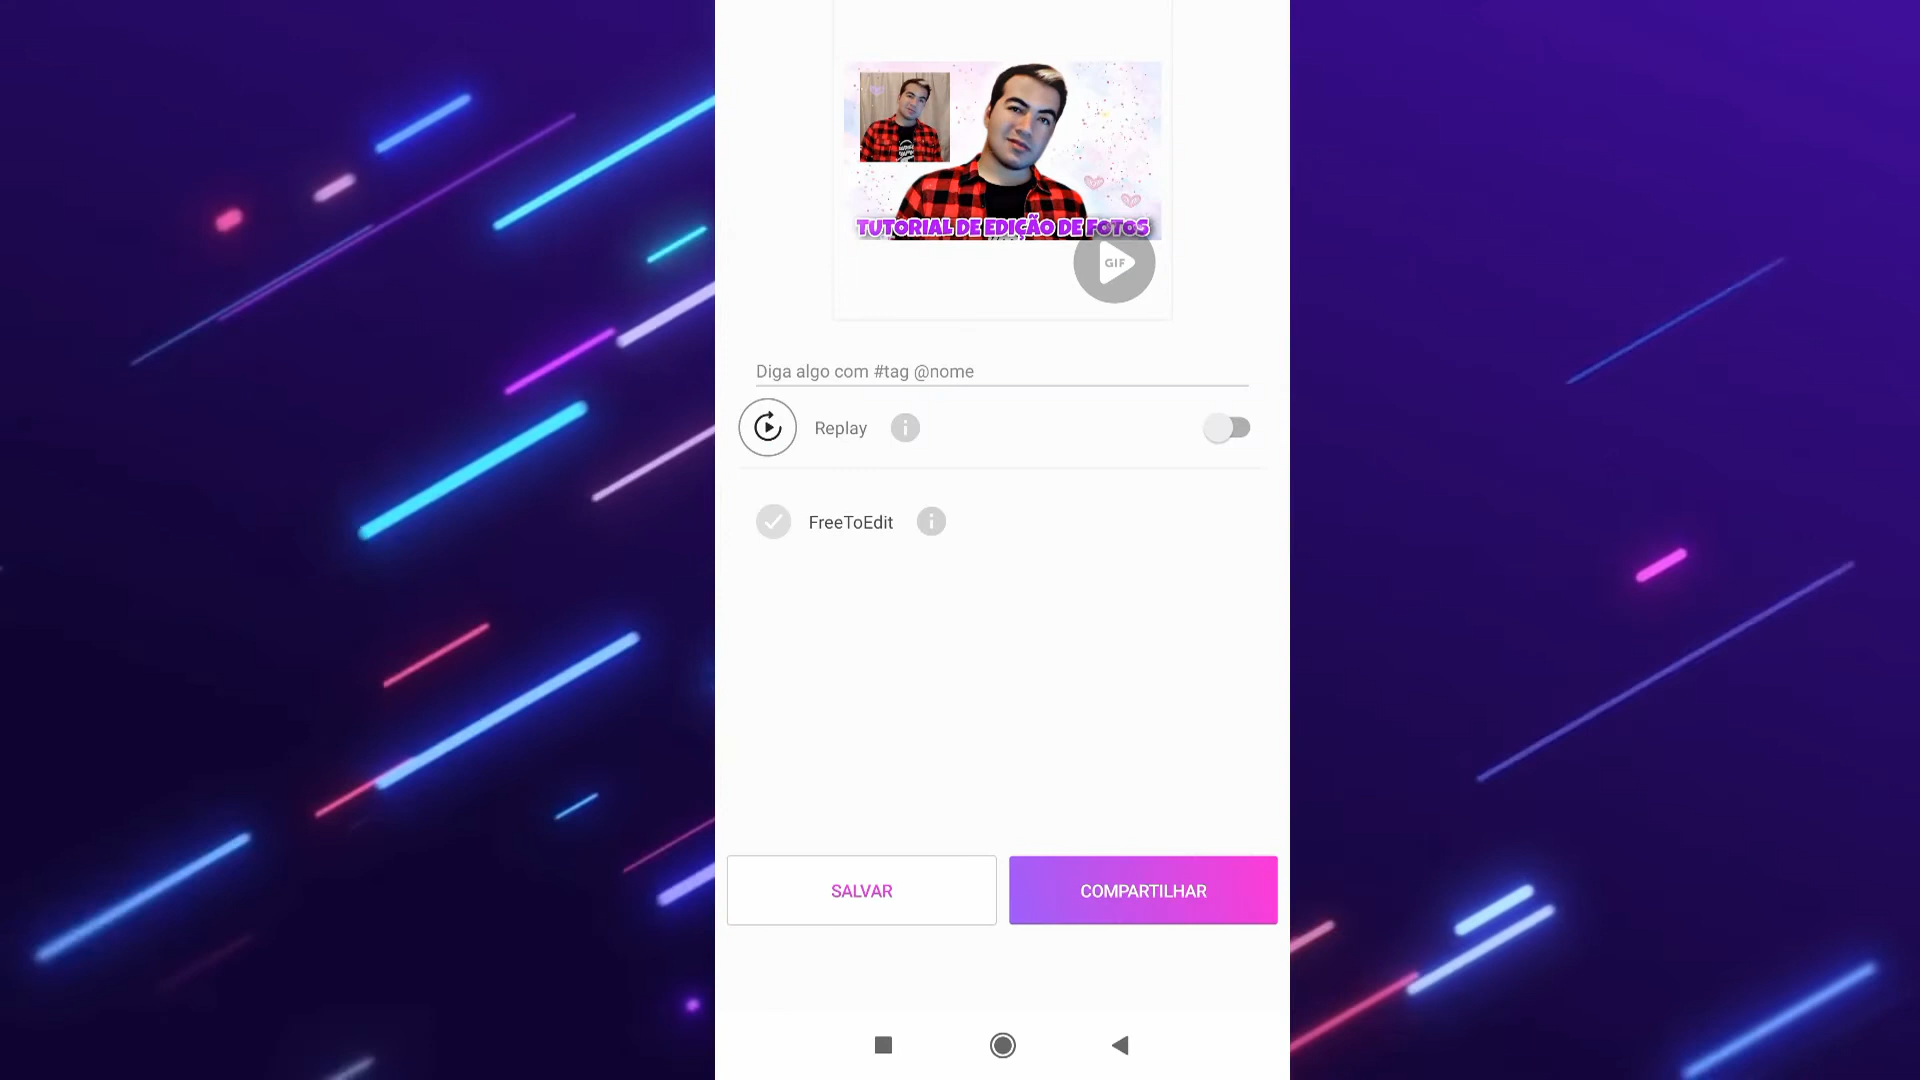 TUTORIAL DE EDIÇÃO DE FOTOS
GIF
Diga algo com #tag @nome
Replay
FreeToEdit
SALVAR
COMPARTILHAR